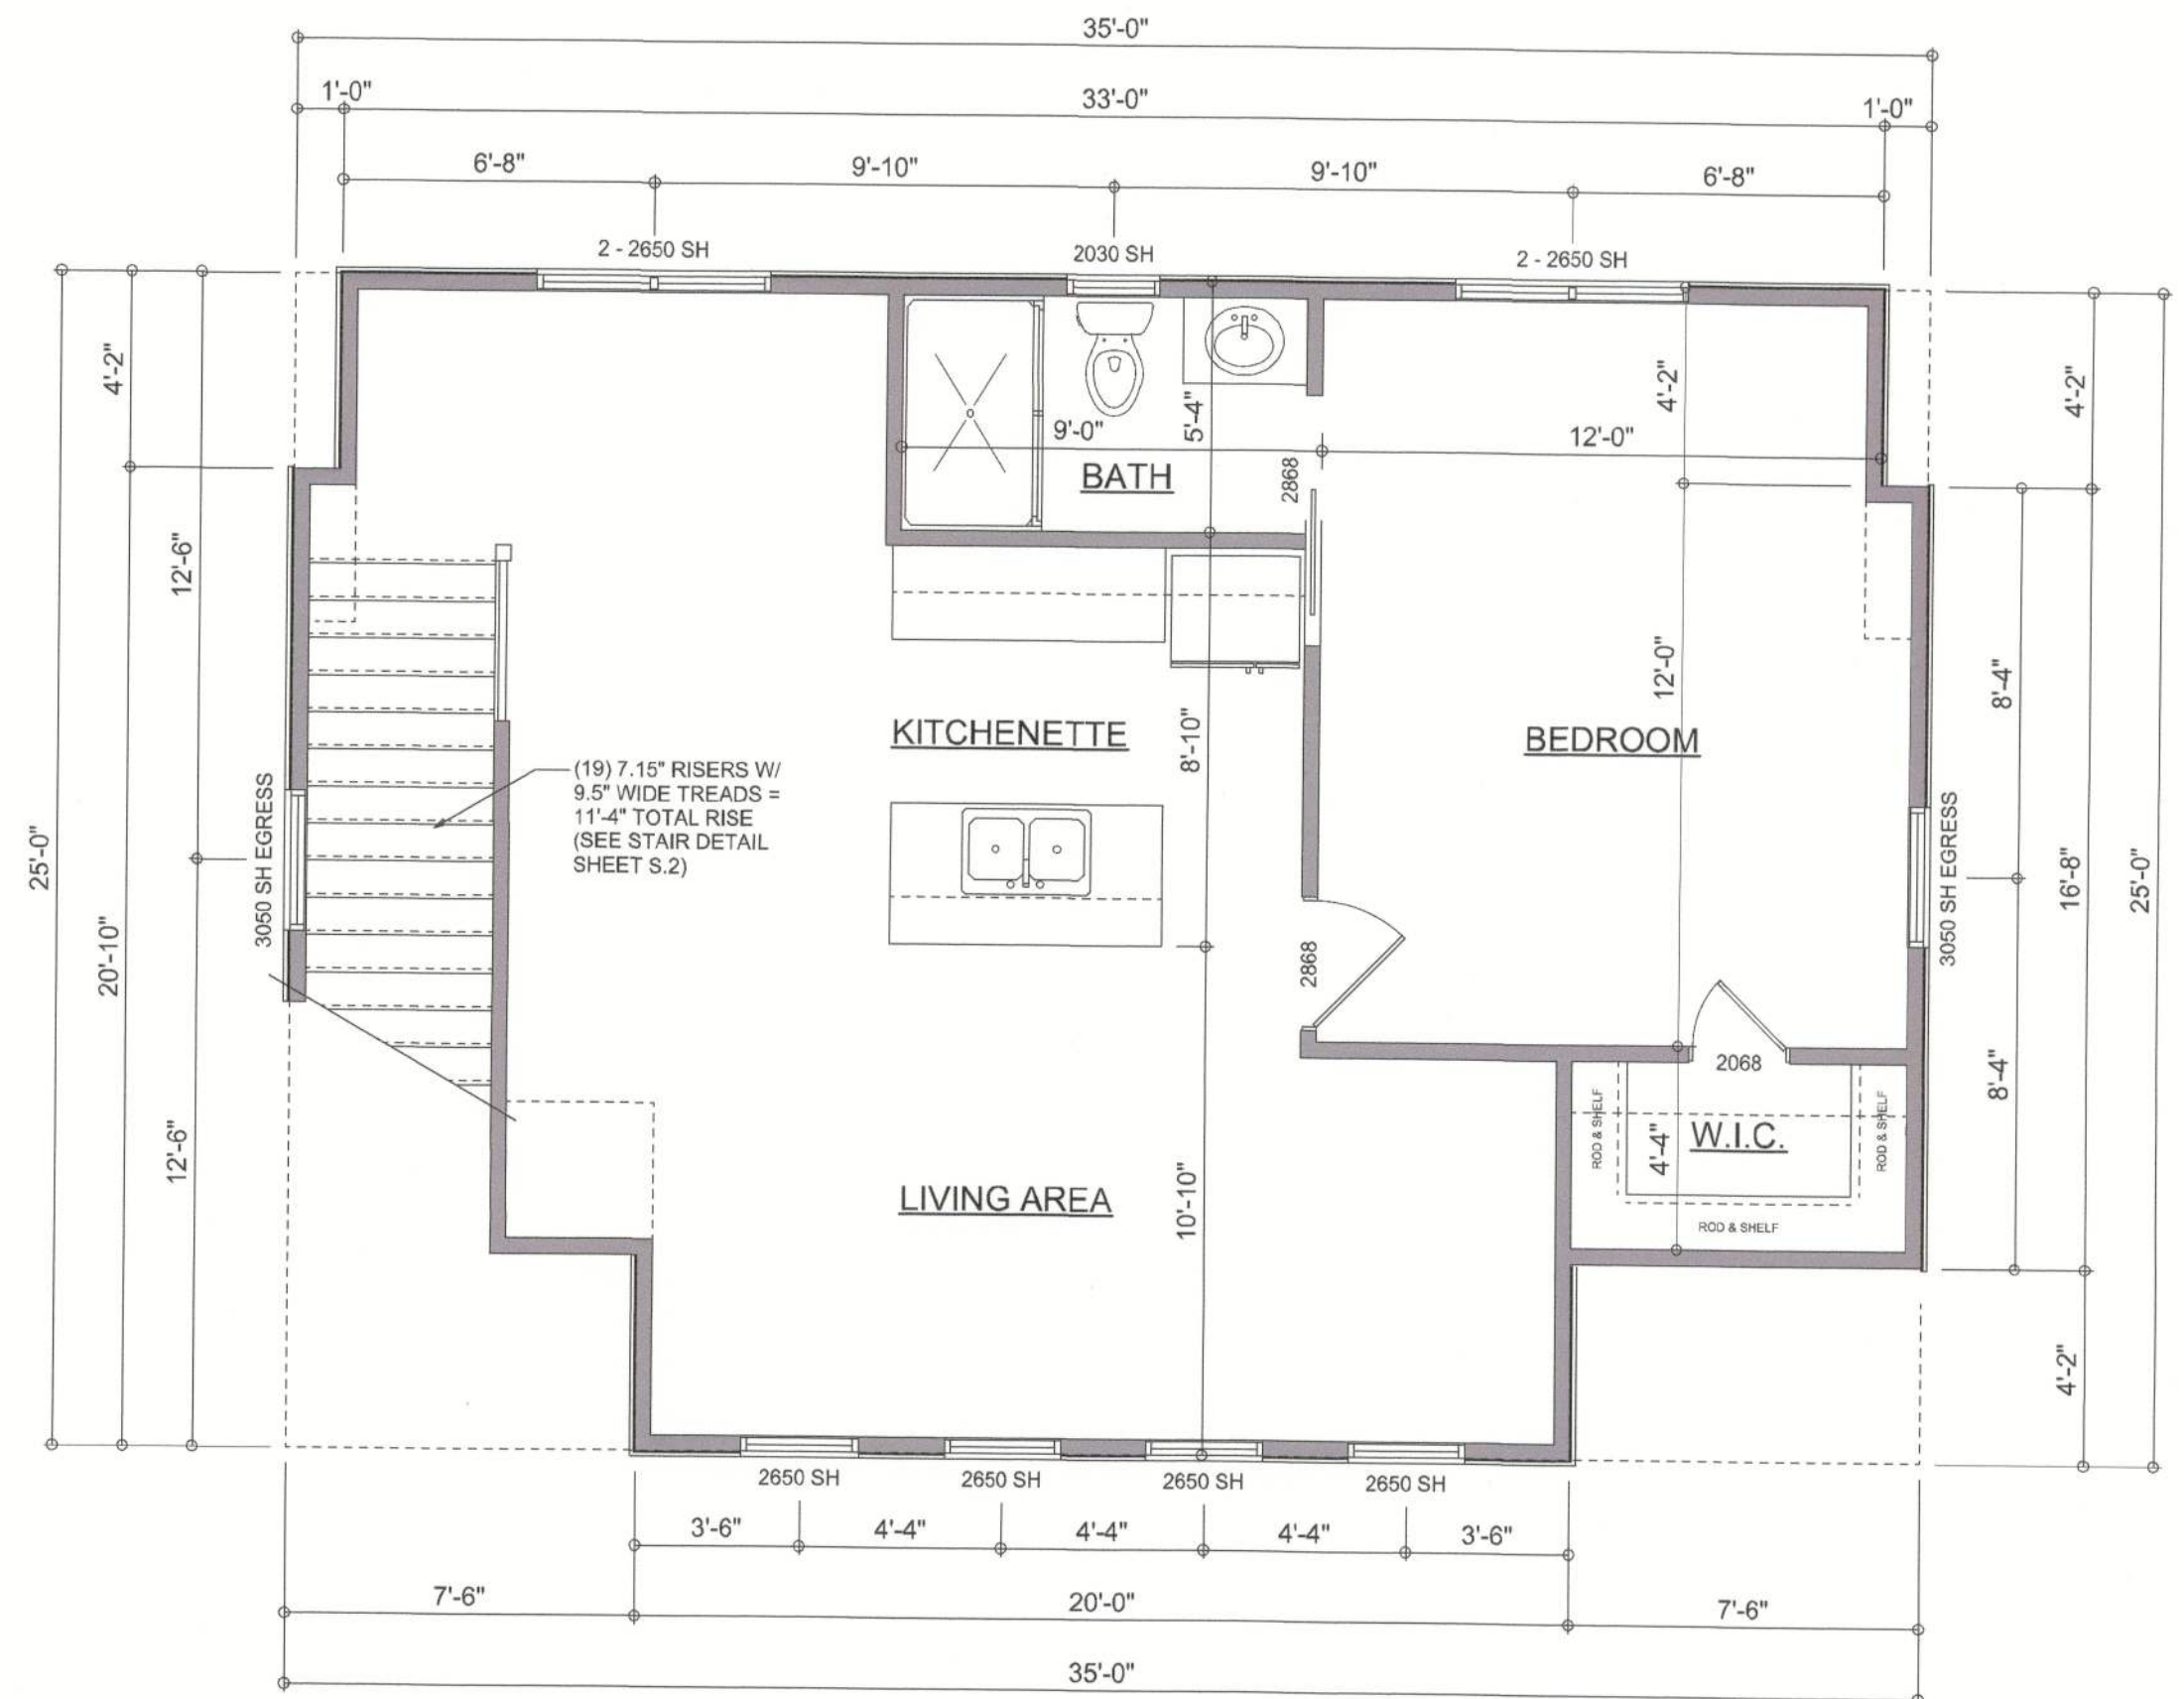 35'-0"
1'-0"
33'-0"
1'-0"
6'-8"
9'-10"
9'-10"
6'-8"
2 - 2650 SH
2030 SH
2 - 2650 SH
4'-2"
12'-6"
25'-0"
20'-10"
12'-6"
3050 SH EGRESS
9'-0"
5'-4"
BATH
2868
4'-2"
12'-0"
4'-2"
12'-0"
8'-4"
KITCHENETTE
8'-10"
BEDROOM
(19) 7.15" RISERS W/
9.5" WIDE TREADS =
11'-4" TOTAL RISE
(SEE STAIR DETAIL
SHEET S.2)
3050 SH EGRESS
16'-8"
25'-0"
2868
2068
8'-4"
ROD & SHELF
4'-4"
W.I.C.
ROD & SHELF
ROD & SHELF
LIVING AREA
10'-10"
4'-2"
2650 SH
2650 SH
2650 SH
2650 SH
3'-6"
4'-4"
4'-4"
4'-4"
3'-6"
7'-6"
20'-0"
7'-6"
35'-0"